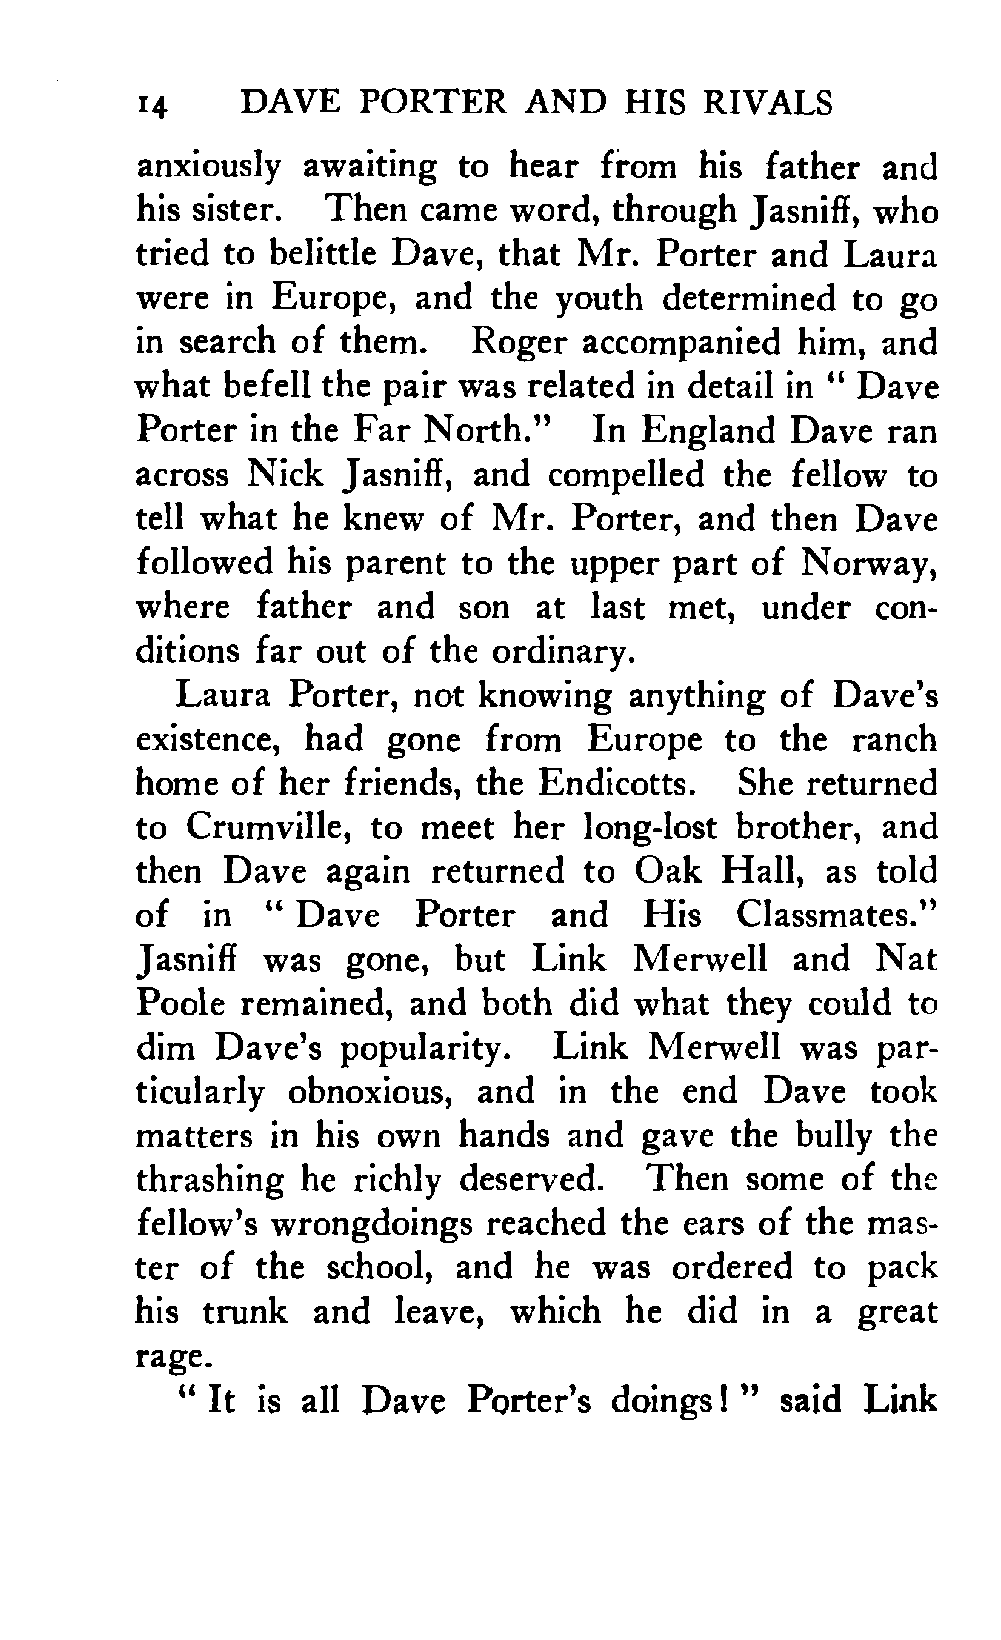 14 DAVE PORTER AND HIS RIVALS
anxiously awaiting to hear from his father and
his sister. Then came word, through Jasniff, who
tried to belittle Dave, that Mr. Porter and Laura
were in Europe, and the youth determined to go
in search of them. Roger accompanied him, and
what befell the pair was related in detail in “ Dave
Porter in the Far North.” In England Dave ran
across Nick Jasniff, and compelled the fellow to
tell what he knew of Mr. Porter, and then Dave
followed his parent to the upper part of Norway,
where father and son at last met, under con-
ditions far out of the ordinary.
Laura Porter, not knowing anything of Dave’s
existence, had gone from Europe to the ranch
home of her friends, the Endicotts. She returned
to Crumville, to meet her long-lost brother, and
then Dave again returned to Oak Hall, as told
of in “ Dave Porter and His Classmates.”
Jasniff was gone, but Link Merwell and Nat
Poole remained, and both did what they could to
dim Dave’s popularity. Link Merwell was par-
ticularly obnoxious, and in the end Dave took
matters in his own hands and gave the bully the
thrashing he richly deserved. Then some of the
fellow’s wrongdoings reached the ears of the mas-
ter of the school, and he was ordered to pack
his trunk and leave, which he did in a great
rage.
“ It is all Dave Porter’s doings! ” said Link